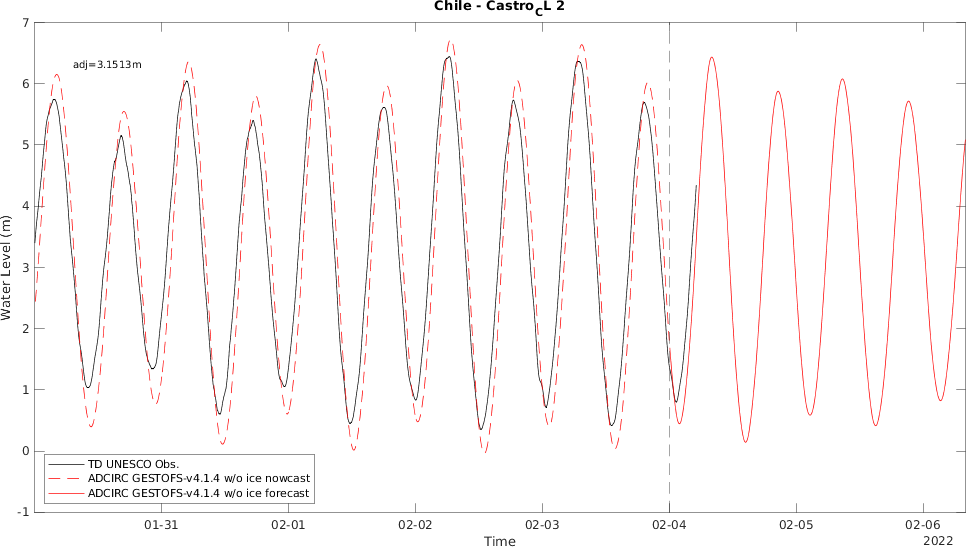 Chile - Castro_CL 2
adj=3.1513m
Water Level (m)
7
6
5
4
3
2
1
0
-1
TD UNESCO Obs.
ADCIRC GESTOFS-v4.1.4 w/o ice nowcast
ADCIRC GESTOFS-v4.1.4 w/o ice forecast
01-31
02-01
02-02
02-03
02-04
02-05
02-06
Time
2022